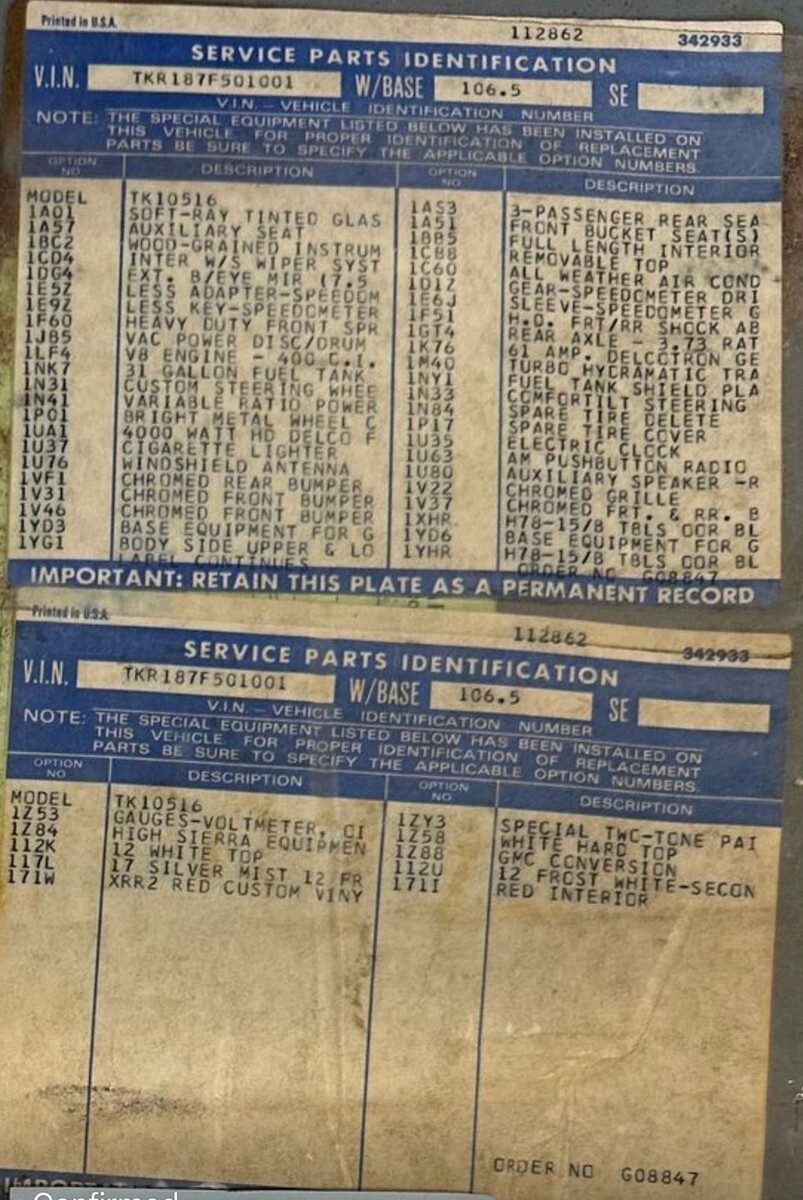 Printed in U.S.A. 112862 342933
SERVICE PARTS IDENTIFICATION
V.I.N. TKR187F501001 W/BASE 106.5 SE
V.I.N. – VEHICLE IDENTIFICATION NUMBER
NOTE: THE SPECIAL EQUIPMENT LISTED BELOW HAS BEEN INSTALLED ON
THIS VEHICLE. FOR PROPER IDENTIFICATION OF REPLACEMENT
PARTS BE SURE TO SPECIFY THE APPLICABLE OPTION NUMBERS.
OPTION NO DESCRIPTION
MODEL TK10516
1A01 SOFT-RAY TINTED GLAS
1A57 AUXILIARY SEAT
1BC2 WOOD-GRAINED INSTRUM
1CD4 INTER W/S WIPER SYST
1DG4 EXT. B/EYE MIR (7.5
1E5Z LESS ADAPTER-SPEEDOM
1E9Z LESS KEY-SPEEDOMETER
1F60 HEAVY DUTY FRONT SPR
1J85 VAC POWER DISC/DRUM
1LF4 V8 ENGINE - 400 C.I.
1NK7 31 GALLON FUEL TANK
1N31 CUSTOM STEERING WHEE
1N41 VARIABLE RATIO POWER
1P01 BRIGHT METAL WHEEL C
1UA1 4000 WATT HD DELCO F
1U37 CIGARETTE LIGHTER
1U76 WINDSHIELD ANTENNA
1VF1 CHROMED REAR BUMPER
1V31 CHROMED FRONT BUMPER
1V46 CHROMED FRONT BUMPER
1YD3 BASE EQUIPMENT FOR G
1YG1 BODY SIDE UPPER & LO
LABEL CONTINUES
OPTION NO DESCRIPTION
1AS3 3-PASSENGER REAR SEA
1A51 FRONT BUCKET SEAT(S)
1BB5 FULL LENGTH INTERIOR
1C88 REMOVABLE TOP
1C60 ALL WEATHER AIR COND
1D1Z GEAR-SPEEDOMETER DRI
1E6J SLEEVE-SPEEDOMETER G
1F51 H.D. FRT/RR SHOCK AB
1GT4 REAR AXLE - 3.73 RAT
1K76 61 AMP. DELCOTRON GE
1M40 TURBO HYDRAMATIC TRA
1NY1 FUEL TANK SHIELD PLA
1N33 COMFORTILT STEERING
1N84 SPARE TIRE DELETE
1P17 SPARE TIRE COVER
1U35 ELECTRIC CLOCK
1U63 AM PUSHBUTTON RADIO
1U80 AUXILIARY SPEAKER -R
1V22 CHROMED GRILLE
1V37 CHROMED FRT. & RR. B
1XHR H78-15/B TBLS OOR BL
1YD6 BASE EQUIPMENT FOR G
1YHR H78-15/B TBLS OOR BL
ORDER NO G08847
IMPORTANT: RETAIN THIS PLATE AS A PERMANENT RECORD
Printed in U.S.A. 112862 342933
SERVICE PARTS IDENTIFICATION
V.I.N. TKR187F501001 W/BASE 106.5 SE
V.I.N. – VEHICLE IDENTIFICATION NUMBER
NOTE: THE SPECIAL EQUIPMENT LISTED BELOW HAS BEEN INSTALLED ON
THIS VEHICLE. FOR PROPER IDENTIFICATION OF REPLACEMENT
PARTS BE SURE TO SPECIFY THE APPLICABLE OPTION NUMBERS.
OPTION NO DESCRIPTION
MODEL TK10516
1Z53 GAUGES-VOLTMETER, OI
1Z84 HIGH SIERRA EQUIPMEN
112K 12 WHITE TOP
117L 17 SILVER MIST 12 FR
171W XRR2 RED CUSTOM VINY
OPTION NO. DESCRIPTION
1ZY3 SPECIAL TWO-TONE PAI
1Z58 WHITE HARD TOP
1Z88 GMC CONVERSION
112U 12 FROST WHITE-SECON
171I RED INTERIOR
ORDER NO G08847